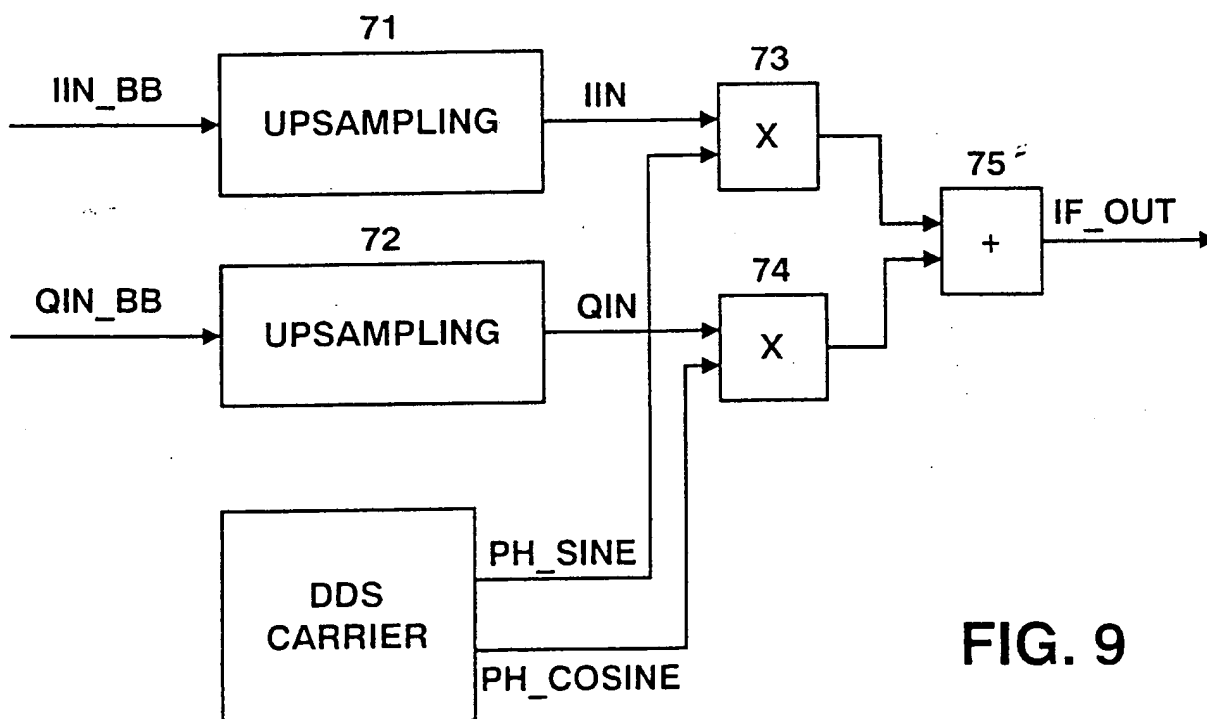 71
IIN_BB
UPSAMPLING
IIN
73
X
75
+
IF_OUT
72
QIN_BB
UPSAMPLING
QIN
74
X
DDS
CARRIER
PH_SINE
PH_COSINE
FIG. 9